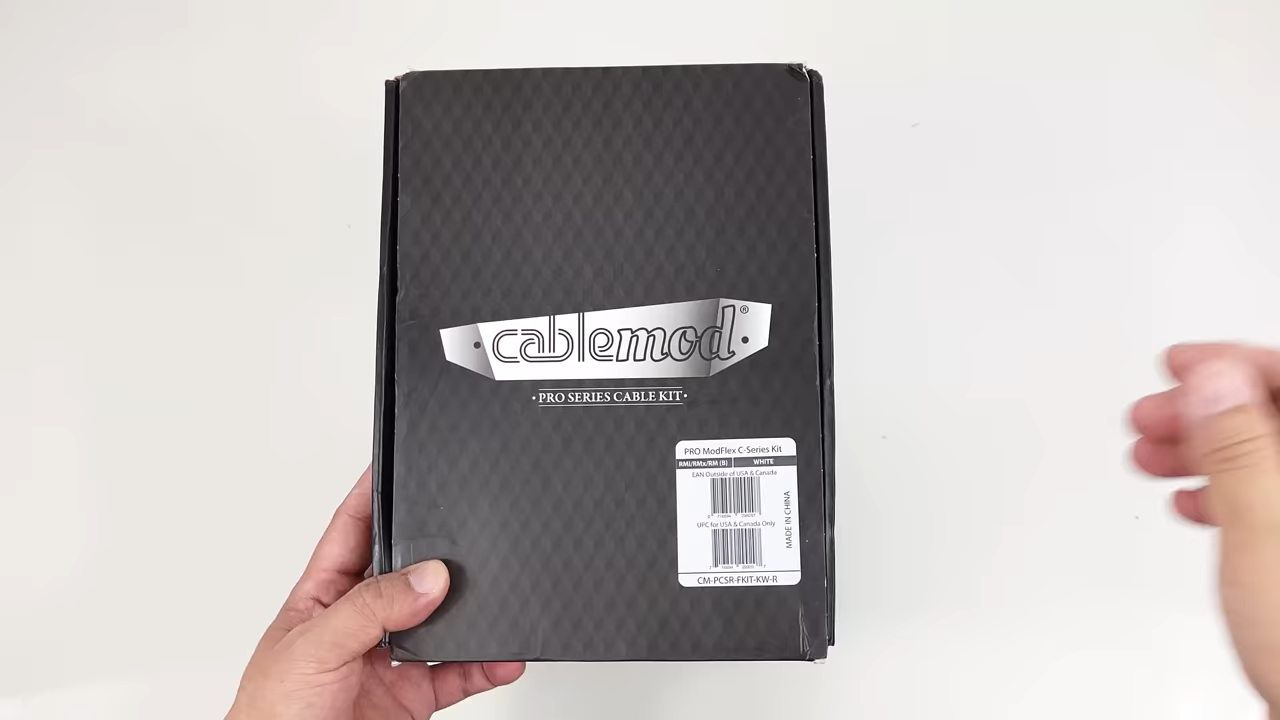 cablemod®
• PRO SERIES CABLE KIT •
PRO ModFlex C-Series Kit
RMi/RMx/RM (B) WHITE
EAN Outside of USA & Canada
UPC for USA & Canada Only
MADE IN CHINA
CM-PCSR-FKIT-KW-R